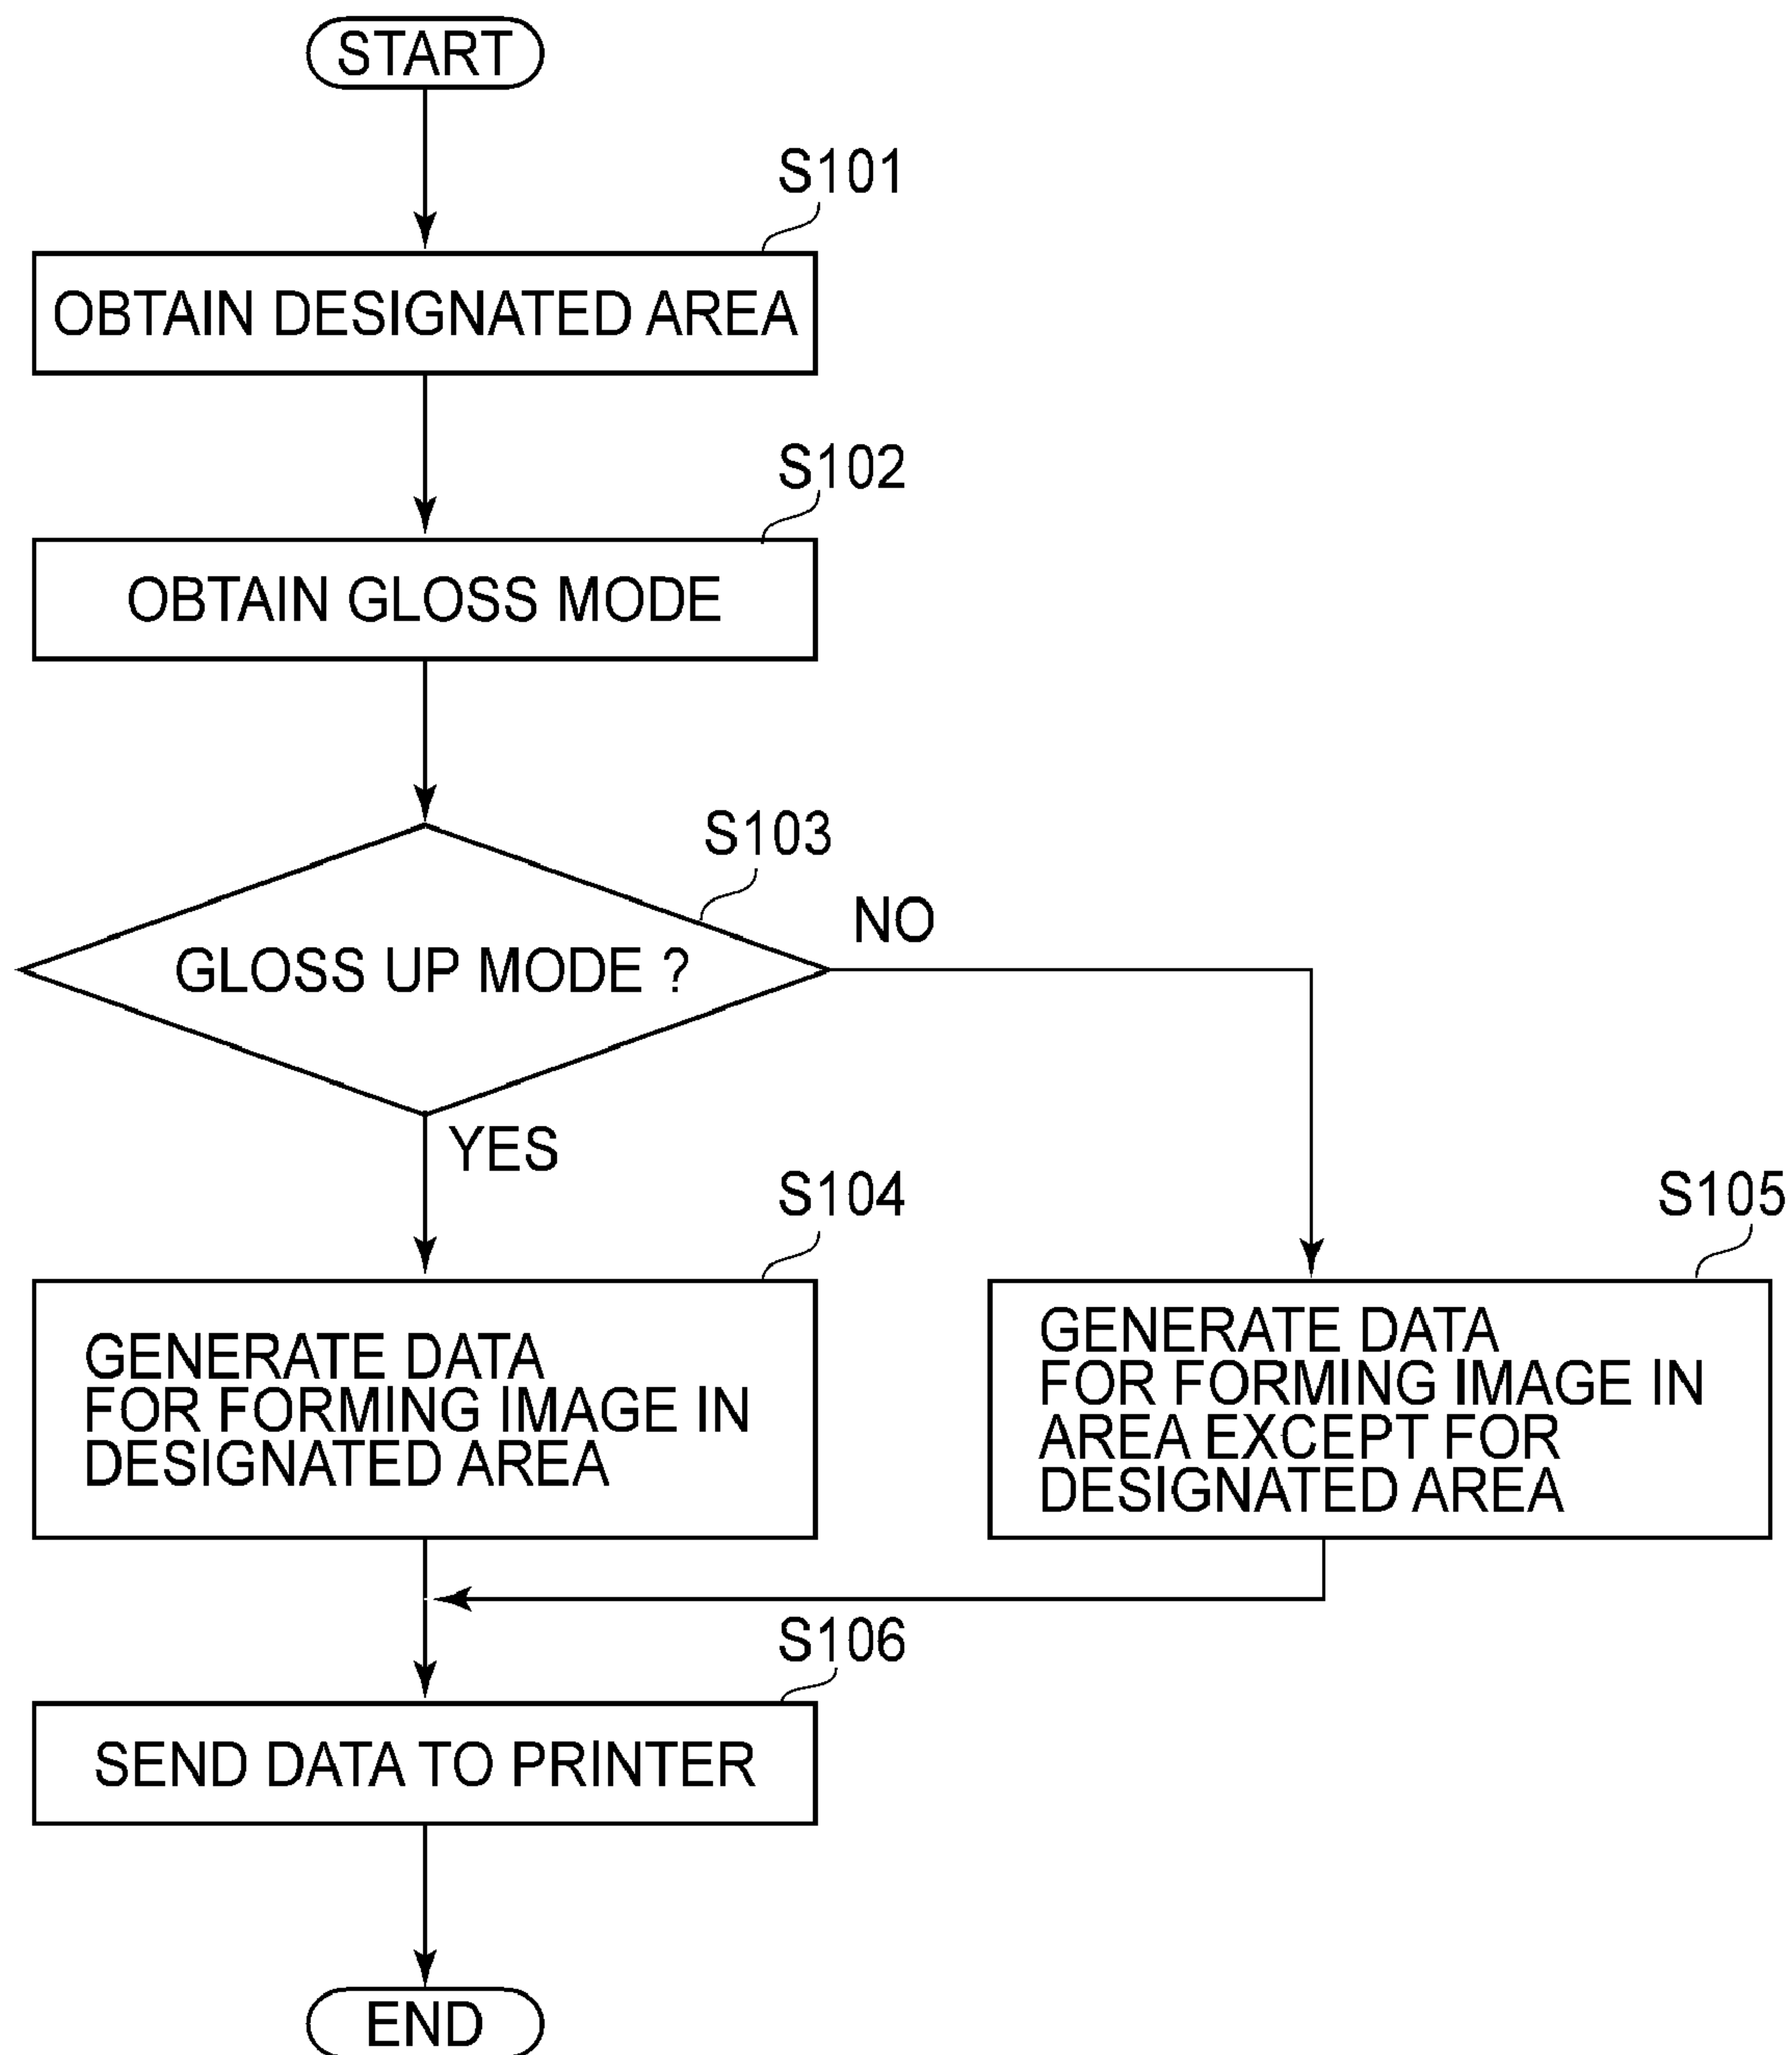 START
S101
OBTAIN DESIGNATED AREA
S102
OBTAIN GLOSS MODE
S103
GLOSS UP MODE ?
NO
YES
S104
GENERATE DATA
FOR FORMING IMAGE IN
DESIGNATED AREA
S105
GENERATE DATA
FOR FORMING IMAGE IN
AREA EXCEPT FOR
DESIGNATED AREA
S106
SEND DATA TO PRINTER
END